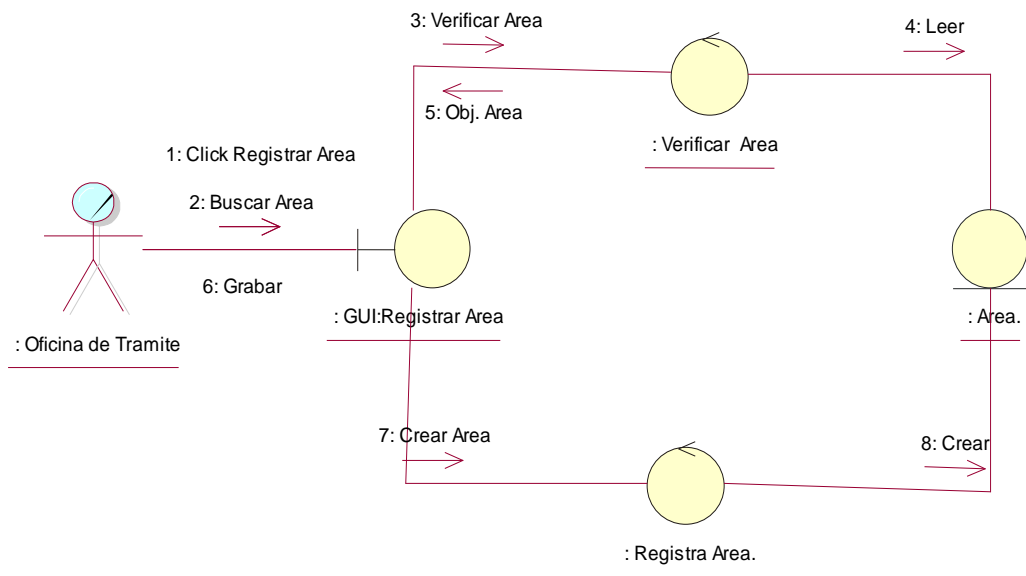 3: Verificar Area
4: Leer
5: Obj. Area
: Verificar Area
1: Click Registrar Area
2: Buscar Area
6: Grabar
: GUI:Registrar Area
: Area.
: Oficina de Tramite
7: Crear Area
8: Crear
: Registra Area.